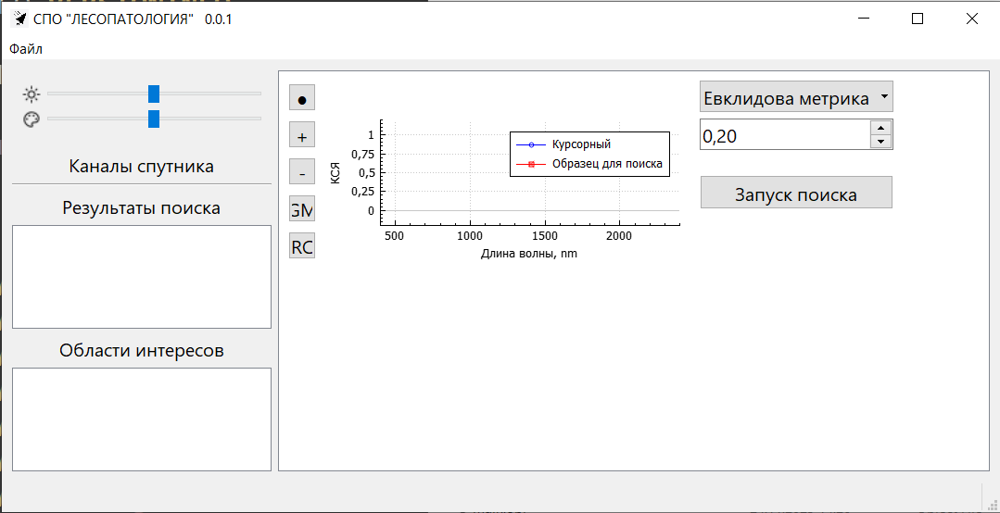 СПО "ЛЕСОПАТОЛОГИЯ" 0.0.1
Файл
Каналы спутника
Результаты поиска
Области интересов
+
-
GM
RC
КСЯ
1
0,75
0,5
0,25
0
500 1000 1500 2000
Длина волны, nm
Курсорный
Образец для поиска
Евклидова метрика
0,20
Запуск поиска